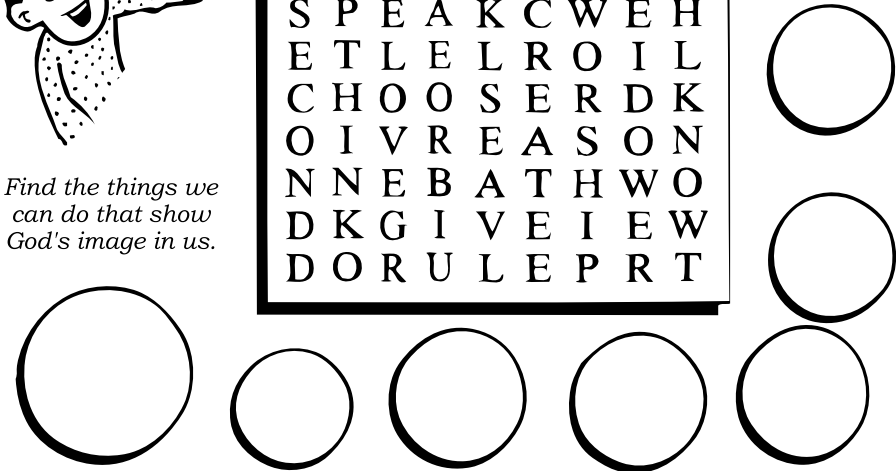 S P E A K C W E H
E T L E L R O I L
C H O O S E R D K
O I V R E A S O N
N N E B A T H W O
D K G I V E I E W
D O R U L E P R T
Find the things we
can do that show
God's image in us.